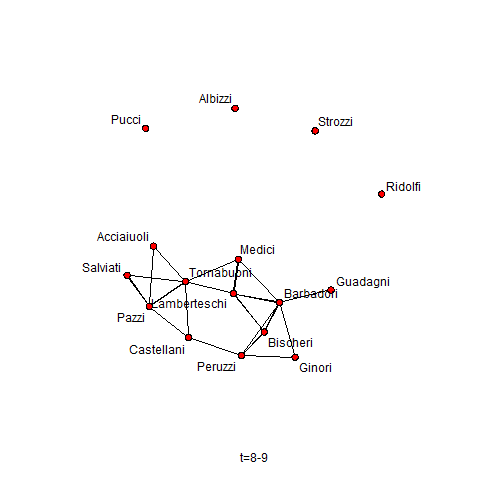 Albizzi
Pucci
Strozzi
Ridolfi
Acciaiuoli
Medici
Salviati
Tornabuoni
Guadagni
Lamberteschi
Barbadori
Pazzi
Bischeri
Castellani
Peruzzi
Ginori
t=8-9